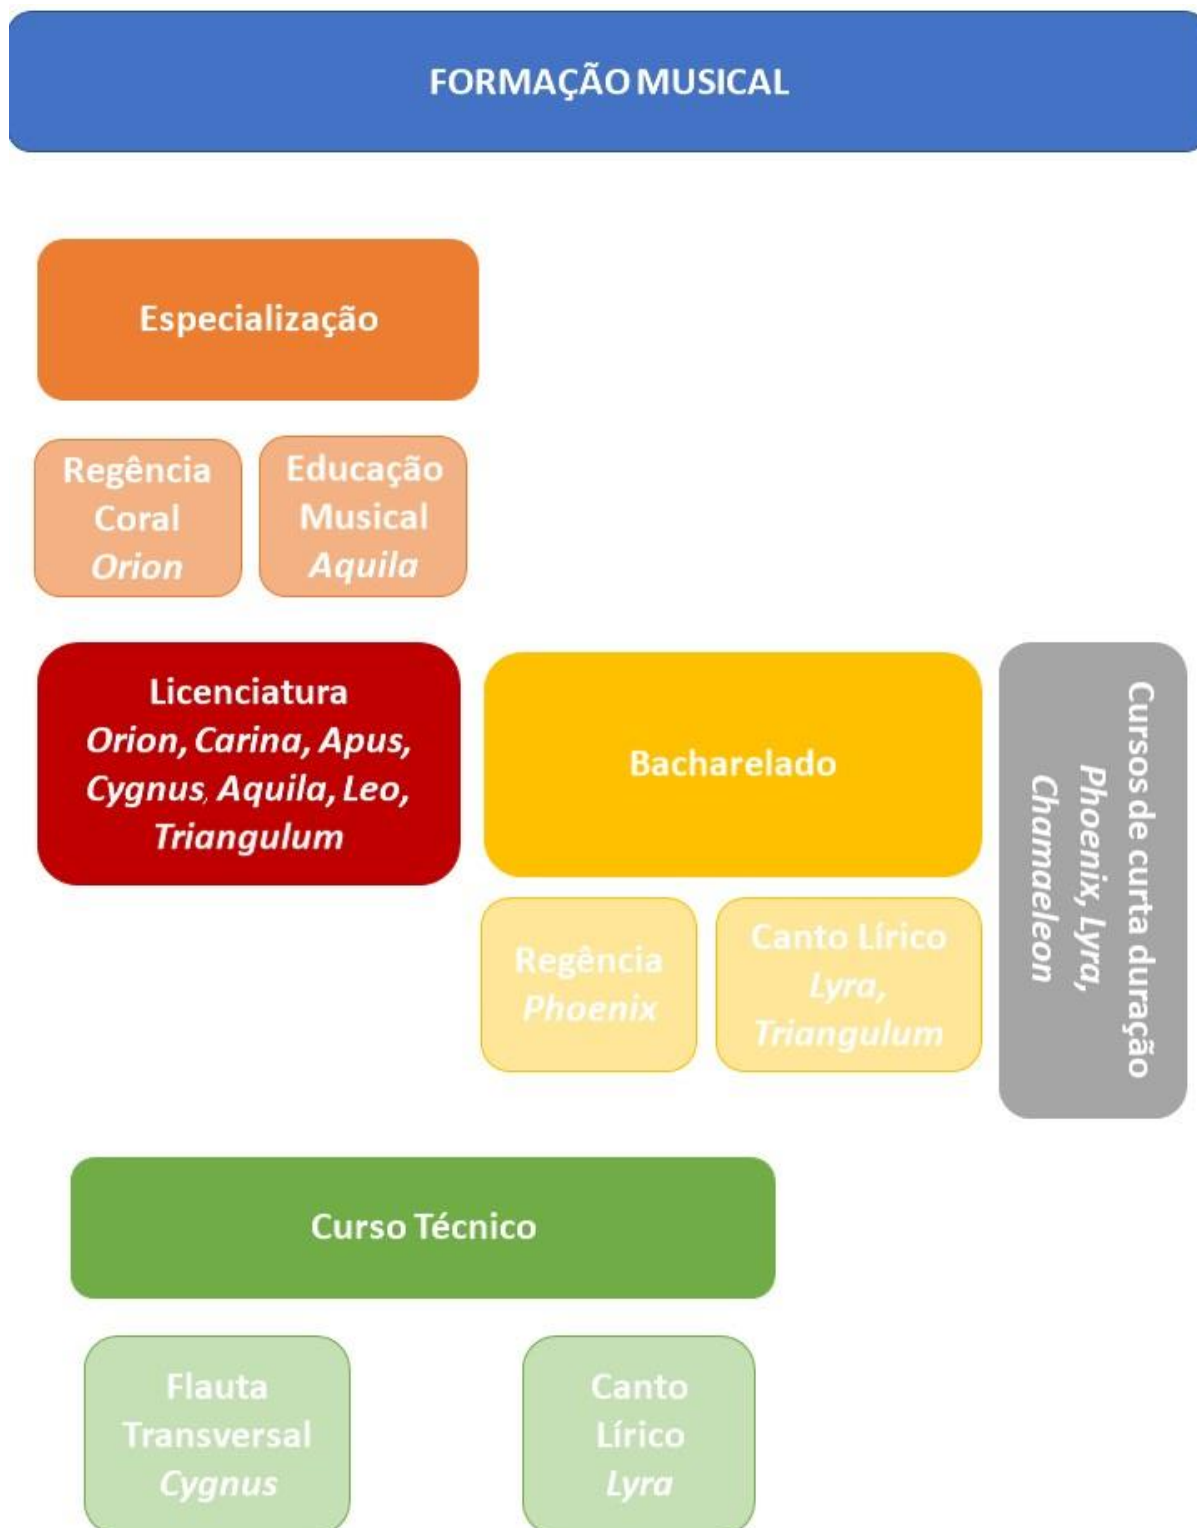 FORMAÇÃO MUSICAL
Especialização
Regência
Coral
Orion
Educação
Musical
Aquila
Licenciatura
Orion, Carina, Apus,
Cygnus, Aquila, Leo,
Triangulum
Bacharelado
Regência
Phoenix
Canto Lírico
Lyra,
Triangulum
Cursos de curta duração
Phoenix, Lyra,
Chamaeleon
Curso Técnico
Flauta
Transversal
Cygnus
Canto
Lírico
Lyra